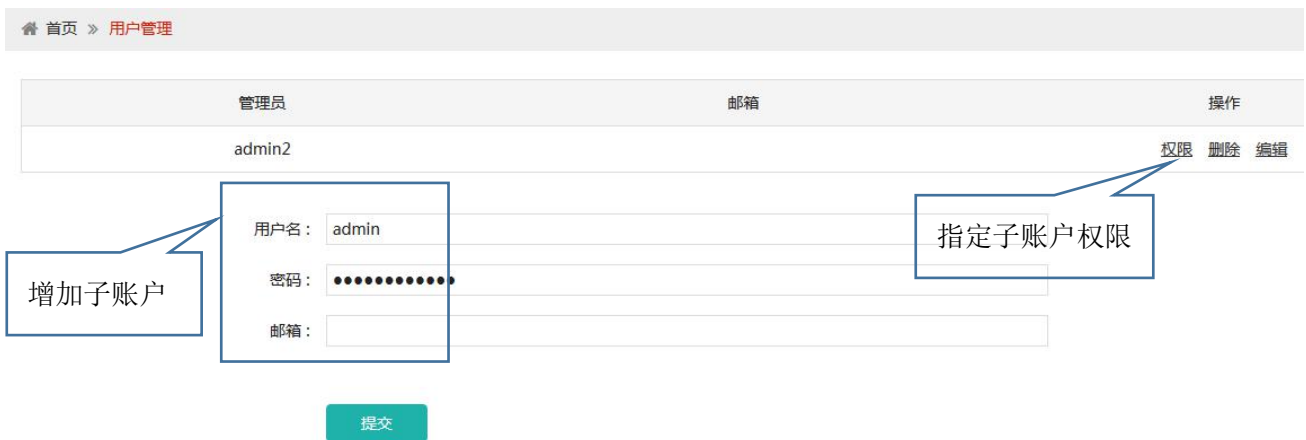 首页 » 用户管理
管理员 邮箱 操作
admin2 权限 删除 编辑
用户名： admin
指定子账户权限
增加子账户
密码： ●●●●●●●●●●●●
邮箱：
提交